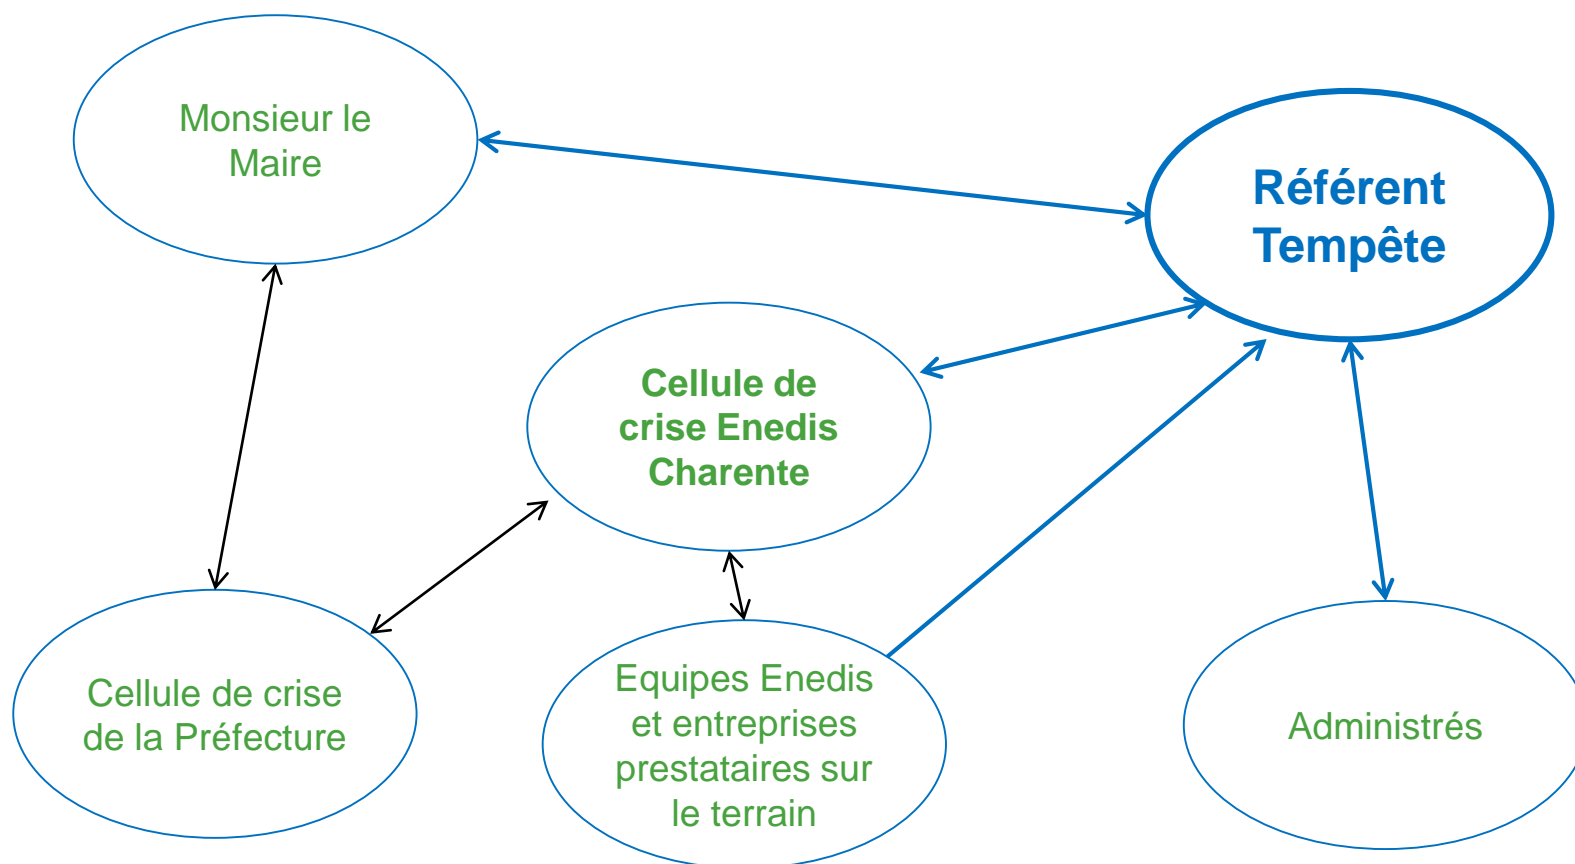 Monsieur le
Maire
Référent
Tempête
Cellule de
crise Enedis
Charente
Cellule de crise
de la Préfecture
Equipes Enedis
et entreprises
prestataires sur
le terrain
Administrés